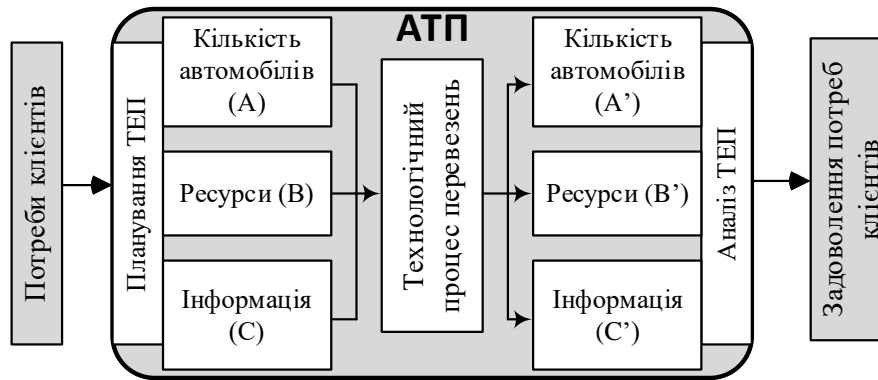 АТП
Потреби клієнтів
Планування ТЕП
Кількість
автомобілів
(А)
Ресурси (В)
Інформація
(С)
Технологічний
процес перевезень
Кількість
автомобілів
(А’)
Ресурси (В’)
Інформація
(С’)
Аналіз ТЕП
Задоволення потреб
клієнтів